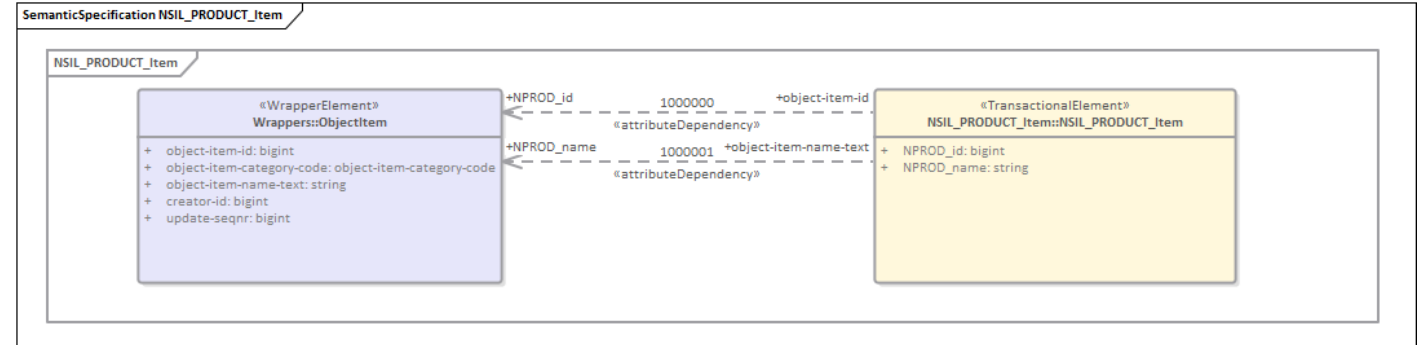 SemanticSpecification NSIL_PRODUCT_Item
NSIL_PRODUCT_Item
«WrapperElement»
Wrappers::ObjectItem
+ object-item-id: bigint
+ object-item-category-code: object-item-category-code
+ object-item-name-text: string
+ creator-id: bigint
+ update-seqnr: bigint
+NPROD_id 1000000 +object-item-id
«attributeDependency»
+NPROD_name 1000001 +object-item-name-text
«attributeDependency»
«TransactionalElement»
NSIL_PRODUCT_Item::NSIL_PRODUCT_Item
+ NPROD_id: bigint
+ NPROD_name: string